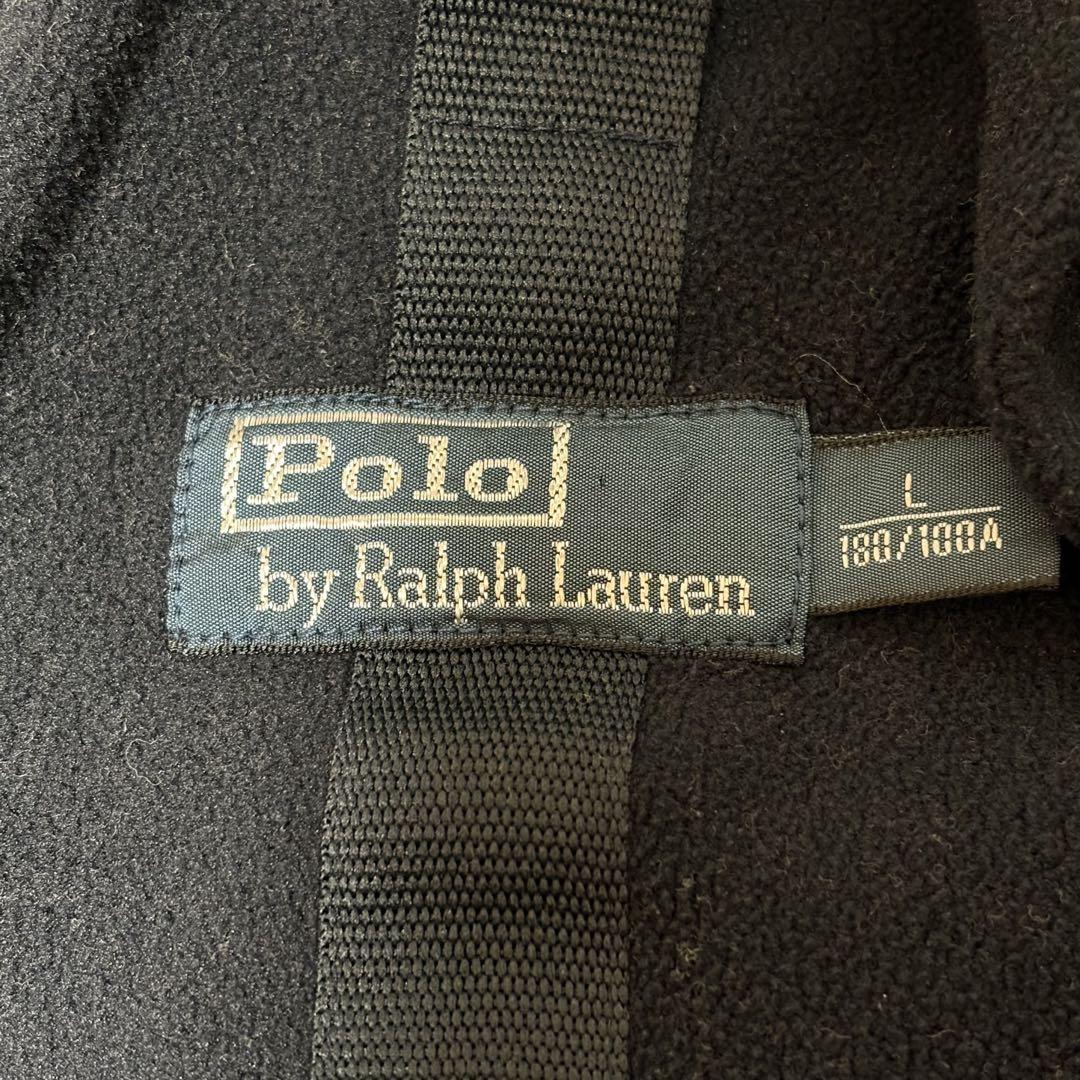 Polo
by Ralph Lauren
L
180/100A